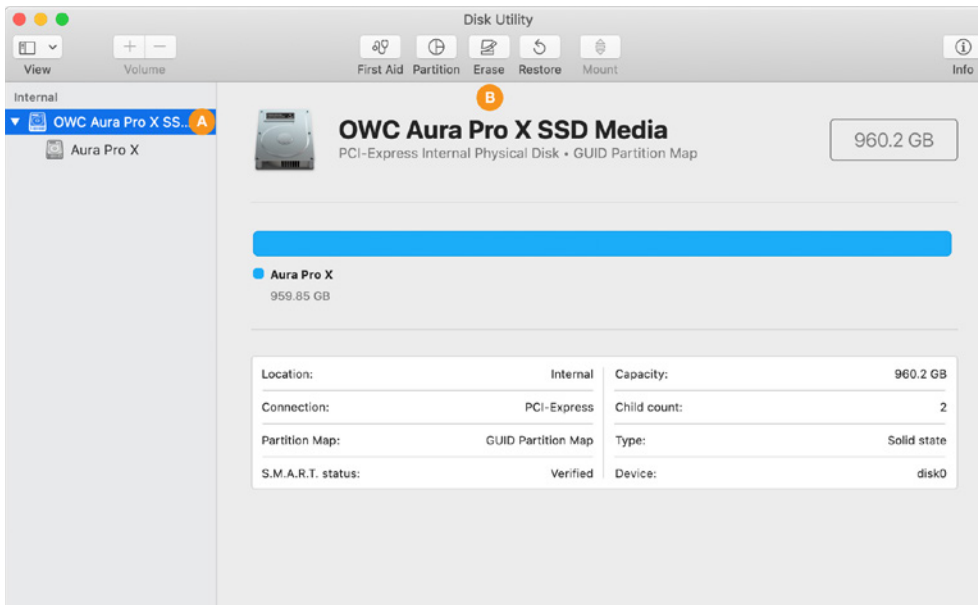 Disk Utility
View
Volume
First Aid Partition Erase Restore Mount
Info
Internal
OWC Aura Pro X SS... A
Aura Pro X
B
OWC Aura Pro X SSD Media
PCI-Express Internal Physical Disk • GUID Partition Map
960.2 GB
Aura Pro X
959.85 GB
Location: Internal
Capacity: 960.2 GB
Connection: PCI-Express
Child count: 2
Partition Map: GUID Partition Map
Type: Solid state
S.M.A.R.T. status: Verified
Device: disk0